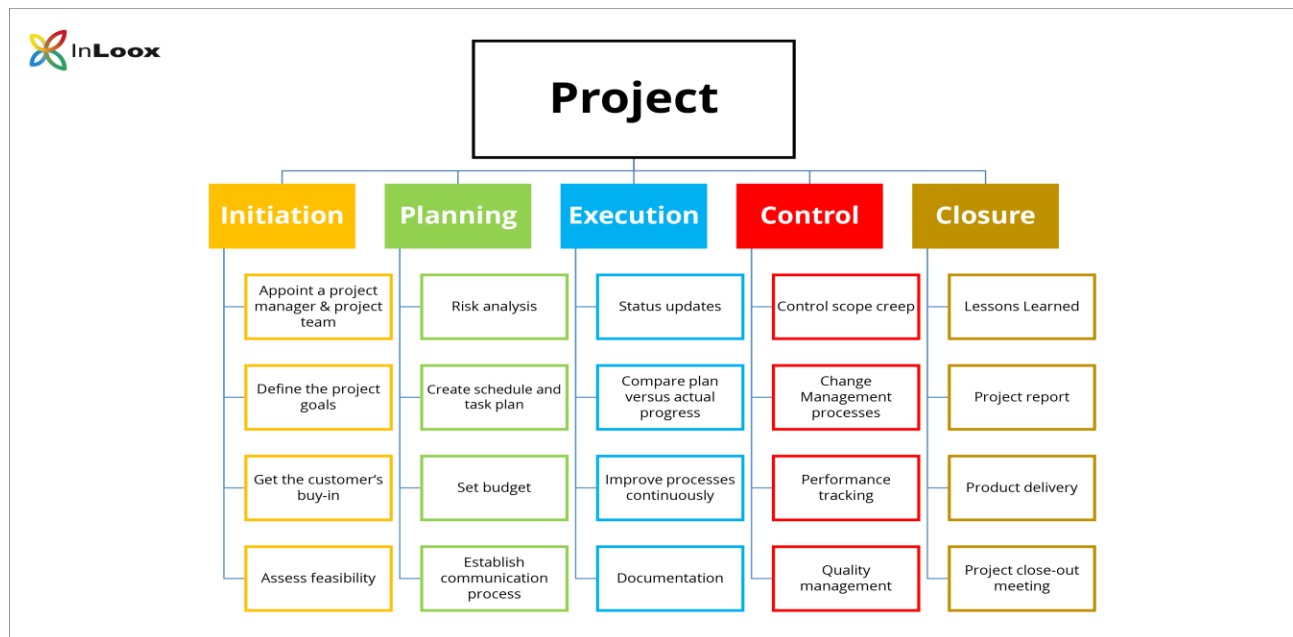 InLoox
Project
Initiation
Planning
Execution
Control
Closure
Appoint a project
manager & project
team
Risk analysis
Status updates
Control scope creep
Lessons Learned
Define the project
goals
Create schedule and
task plan
Compare plan
versus actual
progress
Change
Management
processes
Project report
Get the customer’s
buy-in
Set budget
Improve processes
continuously
Performance
tracking
Product delivery
Assess feasibility
Establish
communication
process
Documentation
Quality
management
Project close-out
meeting